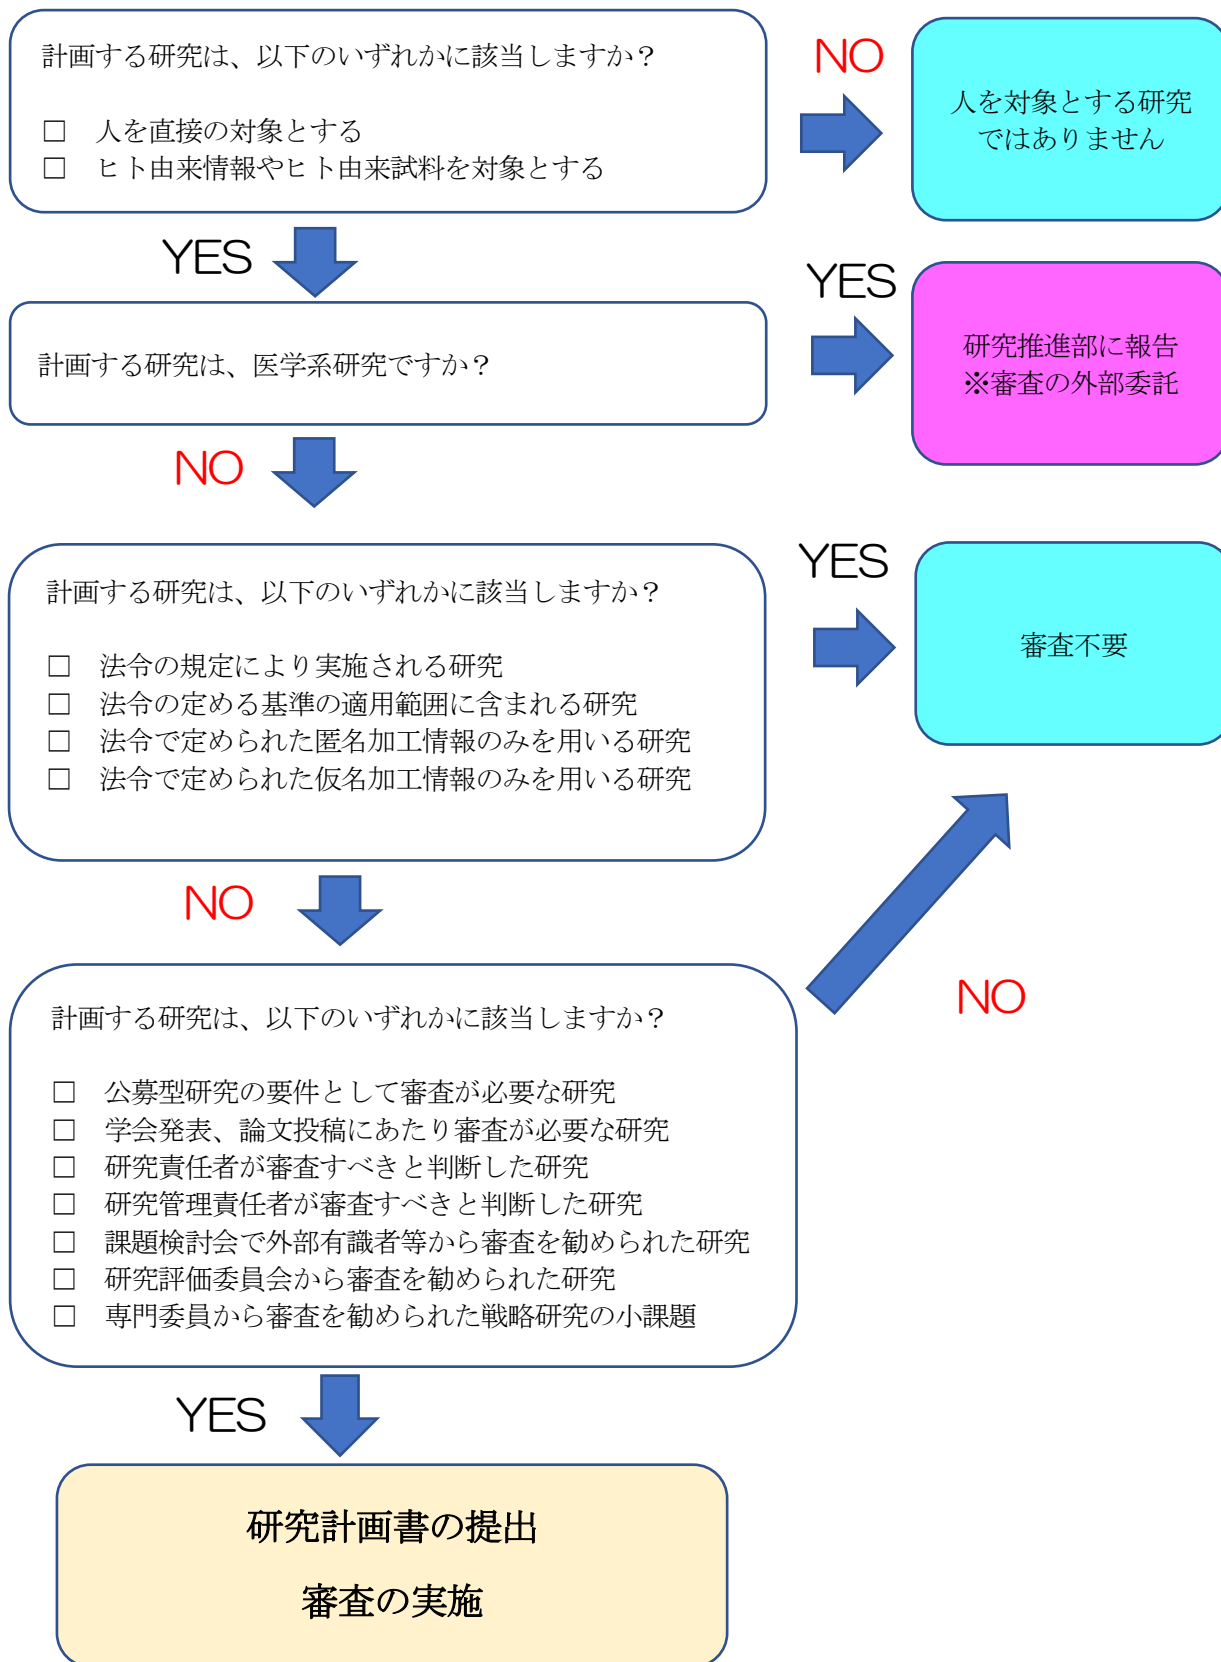 計画する研究は、以下のいずれかに該当しますか？
□ 人を直接の対象とする
□ ヒト由来情報やヒト由来試料を対象とする
NO
人を対象とする研究
ではありません
YES
計画する研究は、医学系研究ですか？
YES
研究推進部に報告
※審査の外部委託
NO
計画する研究は、以下のいずれかに該当しますか？
□ 法令の規定により実施される研究
□ 法令の定める基準の適用範囲に含まれる研究
□ 法令で定められた匿名加工情報のみを用いる研究
□ 法令で定められた仮名加工情報のみを用いる研究
YES
審査不要
NO
計画する研究は、以下のいずれかに該当しますか？
□ 公募型研究の要件として審査が必要な研究
□ 学会発表、論文投稿にあたり審査が必要な研究
□ 研究責任者が審査すべきと判断した研究
□ 研究管理責任者が審査すべきと判断した研究
□ 課題検討会で外部有識者等から審査を勧められた研究
□ 研究評価委員会から審査を勧められた研究
□ 専門委員から審査を勧められた戦略研究の小課題
NO
YES
研究計画書の提出
審査の実施